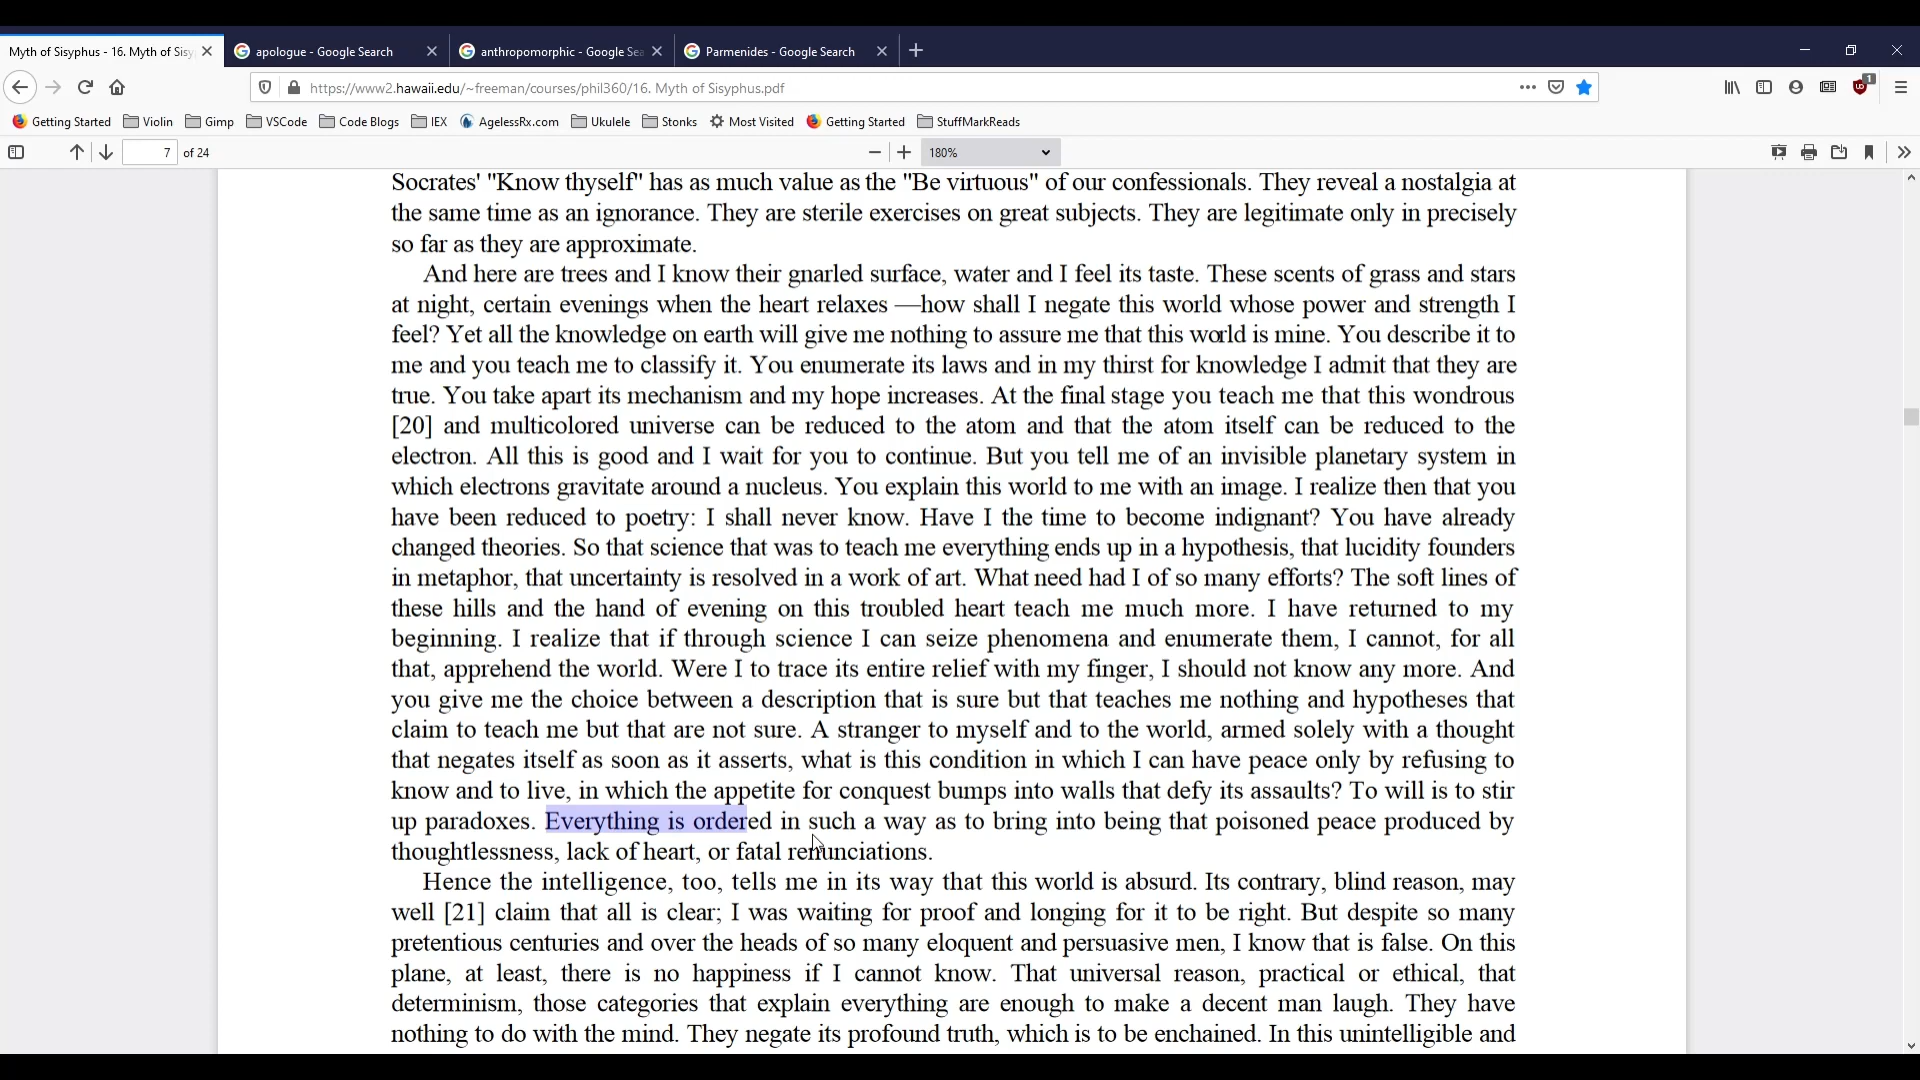 Myth of Sisyphus - 16. Myth of Sisy
apologue - Google Search
anthropomorphic - Google Sea
Parmenides - Google Search
https://www2.hawaii.edu/~freeman/courses/phil360/16. Myth of Sisyphus.pdf
1
Getting Started
Violin
Gimp
VSCode
Code Blogs
IEX
AgelessRx.com
Ukulele
Stonks
Most Visited
Getting Started
StuffMarkReads
7 of 24
180%
Socrates' "Know thyself" has as much value as the "Be virtuous" of our confessionals. They reveal a nostalgia at
the same time as an ignorance. They are sterile exercises on great subjects. They are legitimate only in precisely
so far as they are approximate.
And here are trees and I know their gnarled surface, water and I feel its taste. These scents of grass and stars
at night, certain evenings when the heart relaxes —how shall I negate this world whose power and strength I
feel? Yet all the knowledge on earth will give me nothing to assure me that this world is mine. You describe it to
me and you teach me to classify it. You enumerate its laws and in my thirst for knowledge I admit that they are
true. You take apart its mechanism and my hope increases. At the final stage you teach me that this wondrous
[20] and multicolored universe can be reduced to the atom and that the atom itself can be reduced to the
electron. All this is good and I wait for you to continue. But you tell me of an invisible planetary system in
which electrons gravitate around a nucleus. You explain this world to me with an image. I realize then that you
have been reduced to poetry: I shall never know. Have I the time to become indignant? You have already
changed theories. So that science that was to teach me everything ends up in a hypothesis, that lucidity founders
in metaphor, that uncertainty is resolved in a work of art. What need had I of so many efforts? The soft lines of
these hills and the hand of evening on this troubled heart teach me much more. I have returned to my
beginning. I realize that if through science I can seize phenomena and enumerate them, I cannot, for all
that, apprehend the world. Were I to trace its entire relief with my finger, I should not know any more. And
you give me the choice between a description that is sure but that teaches me nothing and hypotheses that
claim to teach me but that are not sure. A stranger to myself and to the world, armed solely with a thought
that negates itself as soon as it asserts, what is this condition in which I can have peace only by refusing to
know and to live, in which the appetite for conquest bumps into walls that defy its assaults? To will is to stir
up paradoxes. Everything is ordered in such a way as to bring into being that poisoned peace produced by
thoughtlessness, lack of heart, or fatal renunciations.
Hence the intelligence, too, tells me in its way that this world is absurd. Its contrary, blind reason, may
well [21] claim that all is clear; I was waiting for proof and longing for it to be right. But despite so many
pretentious centuries and over the heads of so many eloquent and persuasive men, I know that is false. On this
plane, at least, there is no happiness if I cannot know. That universal reason, practical or ethical, that
determinism, those categories that explain everything are enough to make a decent man laugh. They have
nothing to do with the mind. They negate its profound truth, which is to be enchained. In this unintelligible and